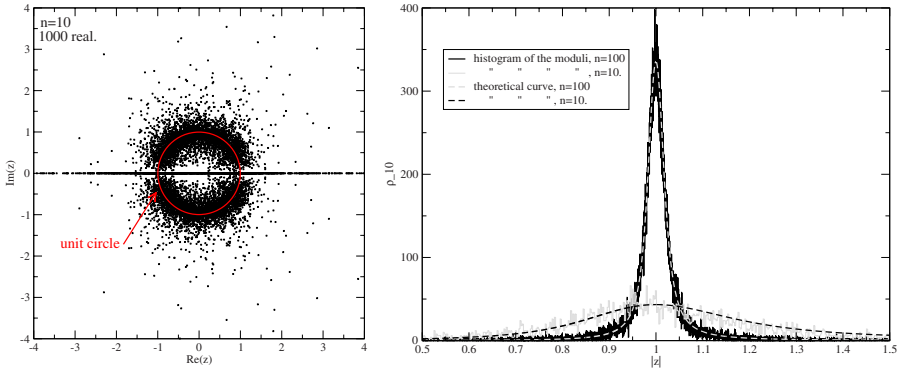 n=10
1000 real.
Im(z)
4
3
2
1
0
-1
-2
-3
-4
unit circle
-4 -3 -2 -1 0 1 2 3 4
Re(z)
ρ_10
400
300
200
100
0
histogram of the moduli, n=100
" " " " , n=10.
theoretical curve, n=100
" " " , n=10.
0.5 0.6 0.7 0.8 0.9 1 1.1 1.2 1.3 1.4 1.5
|z|